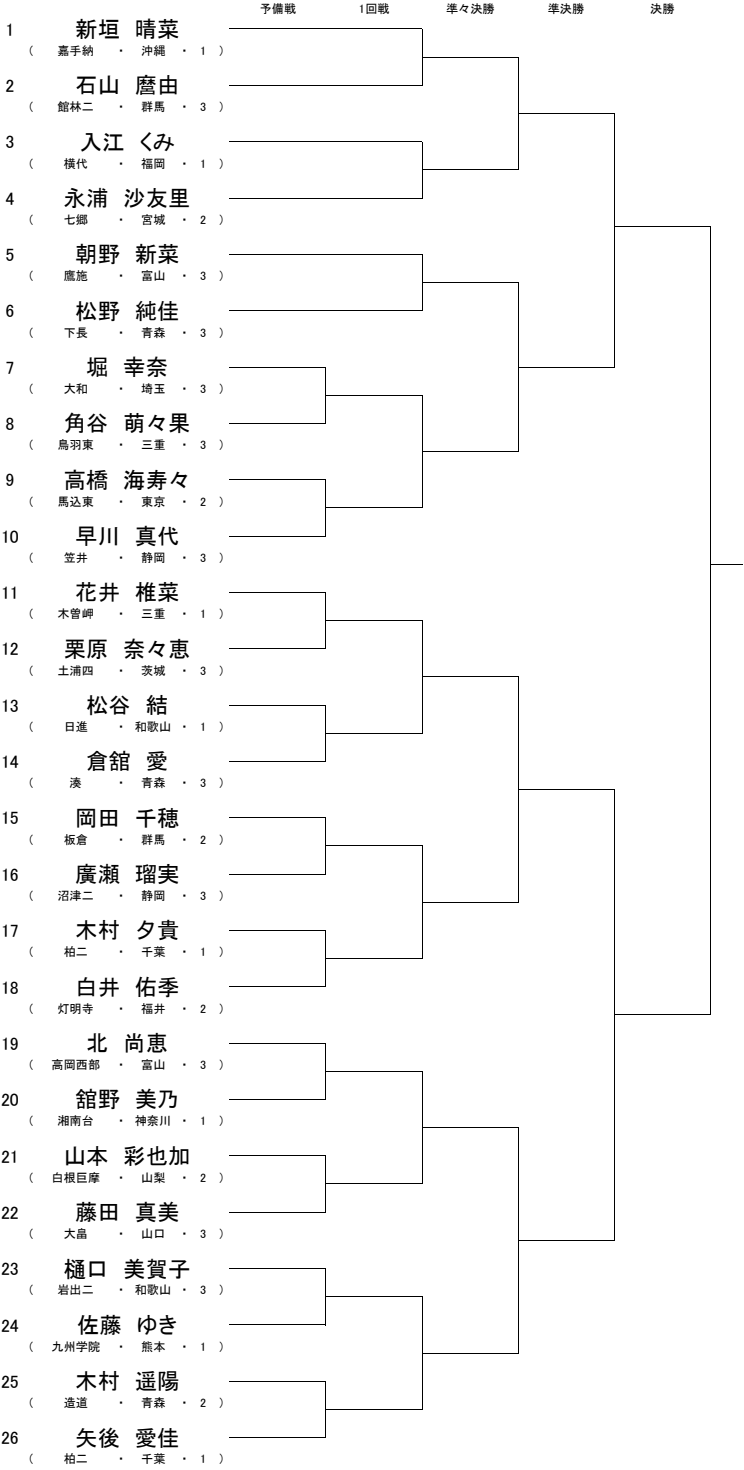 予備戦 1回戦 準々決勝 準決勝 決勝
1 新垣 晴菜
( 嘉手納 ・ 沖縄 ・ 1 )
2 石山 麿由
( 館林二 ・ 群馬 ・ 3 )
3 入江 くみ
( 横代 ・ 福岡 ・ 1 )
4 永浦 沙友里
( 七郷 ・ 宮城 ・ 2 )
5 朝野 新菜
( 鷹施 ・ 富山 ・ 3 )
6 松野 純佳
( 下長 ・ 青森 ・ 3 )
7 堀 幸奈
( 大和 ・ 埼玉 ・ 3 )
8 角谷 萌々果
( 鳥羽東 ・ 三重 ・ 3 )
9 高橋 海寿々
( 馬込東 ・ 東京 ・ 2 )
10 早川 真代
( 笠井 ・ 静岡 ・ 3 )
11 花井 椎菜
( 木曽岬 ・ 三重 ・ 1 )
12 栗原 奈々恵
( 土浦四 ・ 茨城 ・ 3 )
13 松谷 結
( 日進 ・ 和歌山 ・ 1 )
14 倉舘 愛
( 湊 ・ 青森 ・ 3 )
15 岡田 千穂
( 板倉 ・ 群馬 ・ 2 )
16 廣瀬 瑠実
( 沼津二 ・ 静岡 ・ 3 )
17 木村 夕貴
( 柏二 ・ 千葉 ・ 1 )
18 白井 佑季
( 灯明寺 ・ 福井 ・ 2 )
19 北 尚恵
( 高岡西部 ・ 富山 ・ 3 )
20 舘野 美乃
( 湘南台 ・ 神奈川 ・ 1 )
21 山本 彩也加
( 白根巨摩 ・ 山梨 ・ 2 )
22 藤田 真美
( 大畠 ・ 山口 ・ 3 )
23 樋口 美賀子
( 岩出二 ・ 和歌山 ・ 3 )
24 佐藤 ゆき
( 九州学院 ・ 熊本 ・ 1 )
25 木村 遥陽
( 造道 ・ 青森 ・ 2 )
26 矢後 愛佳
( 柏二 ・ 千葉 ・ 1 )